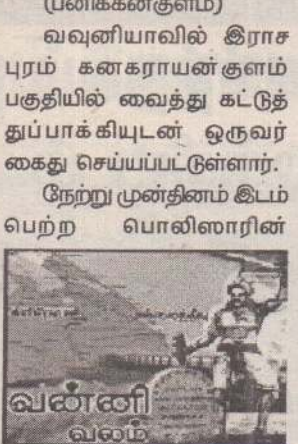 (பனிக்கன்குளம்)
வவுனியாவில் இராச
புரம் கனகராயன்குளம்
பகுதியில் வைத்து கட்டுத்
துப்பாக்கியுடன் ஒருவர்
கைது செய்யப்பட்டுள்ளார்.
நேற்று முன்தினம் இடம்
பெற்ற பொலிஸாரின்
வன்னி
வலம்